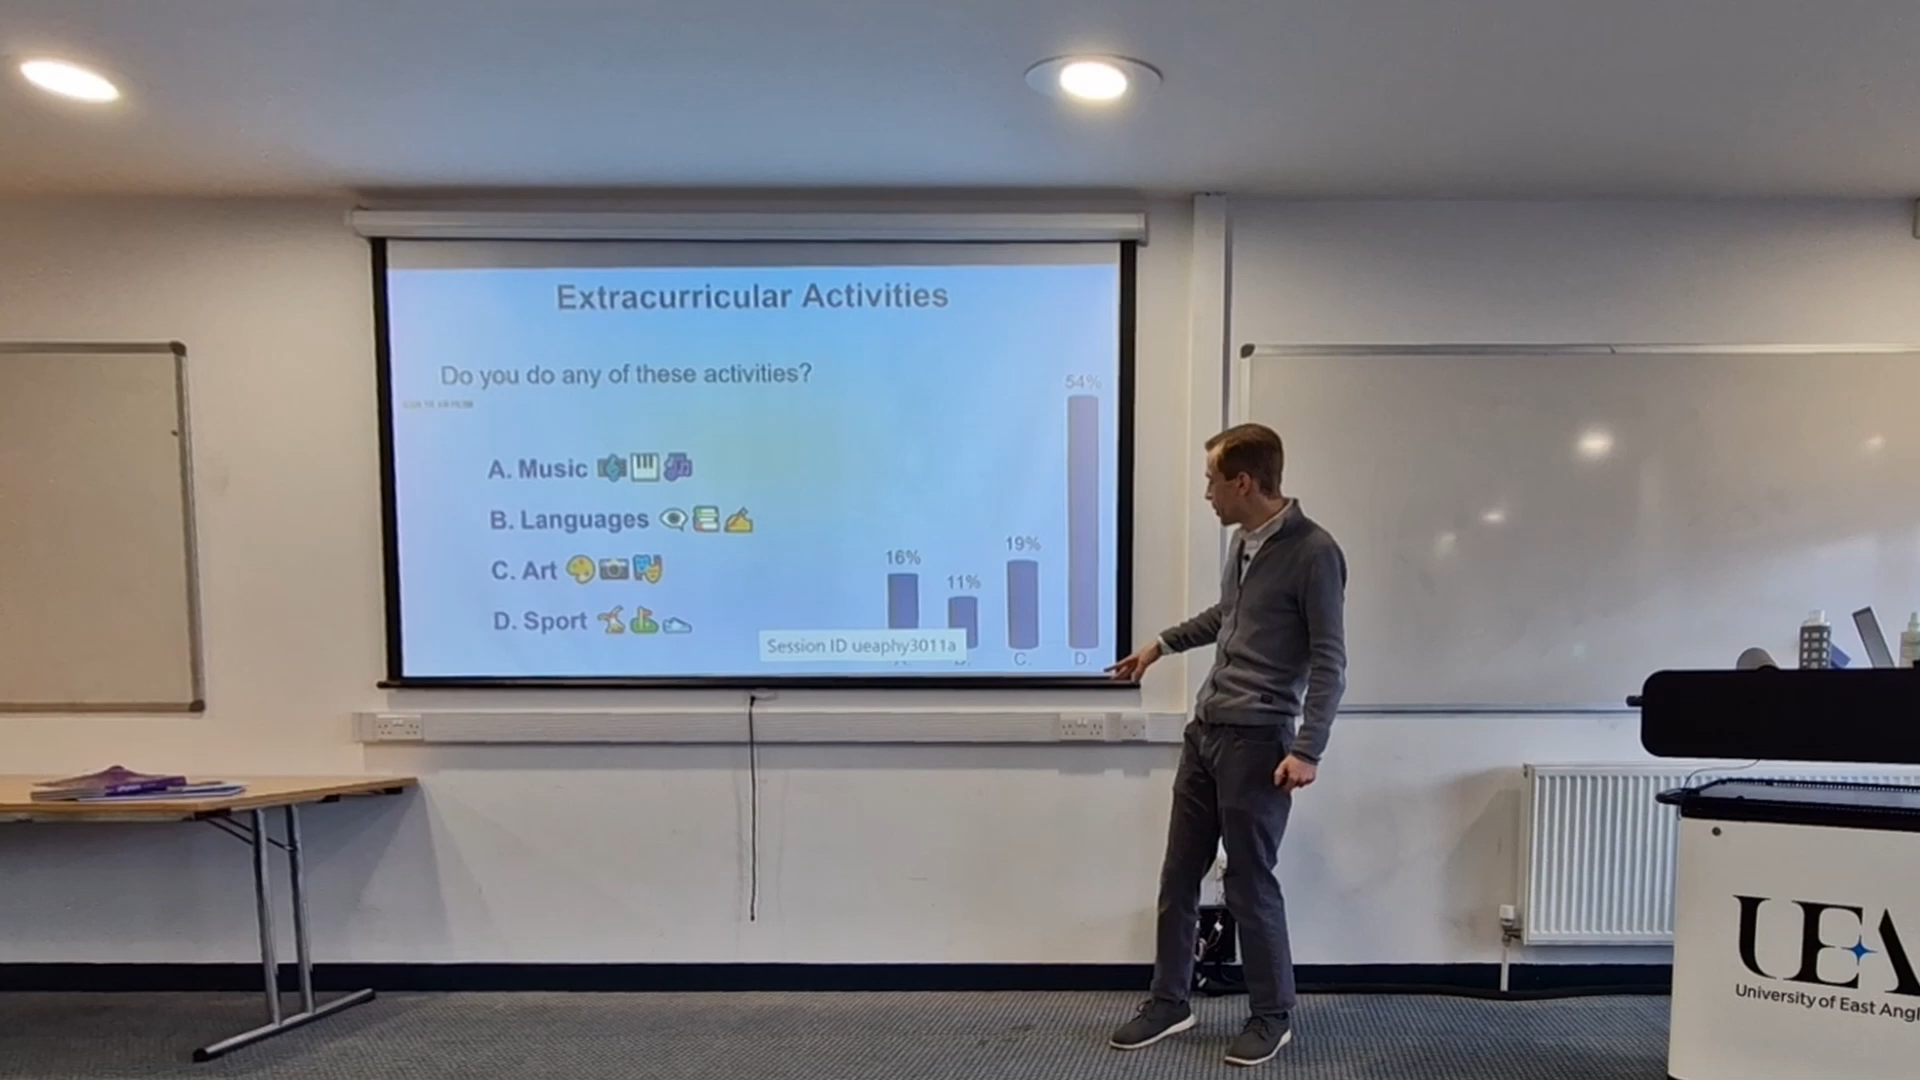 Extracurricular Activities
Do you do any of these activities?
54%
A. Music
B. Languages
C. Art
D. Sport
16%
11%
19%
Session ID ueaphy3011a
C.
D.
UEA
University of East Angl